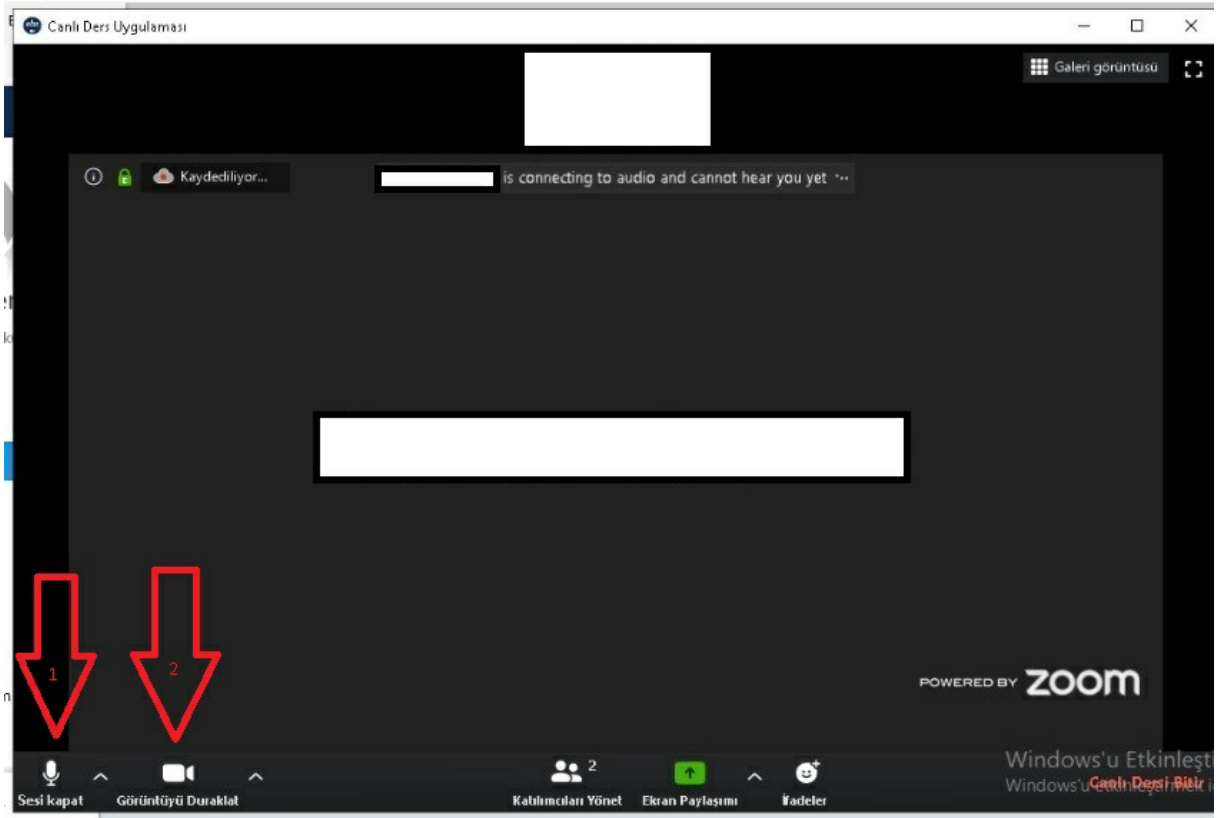 Canlı Ders Uygulaması
Galeri görüntüsü
Kaydediliyor...
is connecting to audio and cannot hear you yet
1
2
POWERED BY zoom
Windows'u Etkinleşti
Windows'u
Canlı Dersi Bitir
2
Sesi kapat
Görüntüyü Duraklat
Katılımcıları Yönet
Ekran Paylaşımı
İfadeler